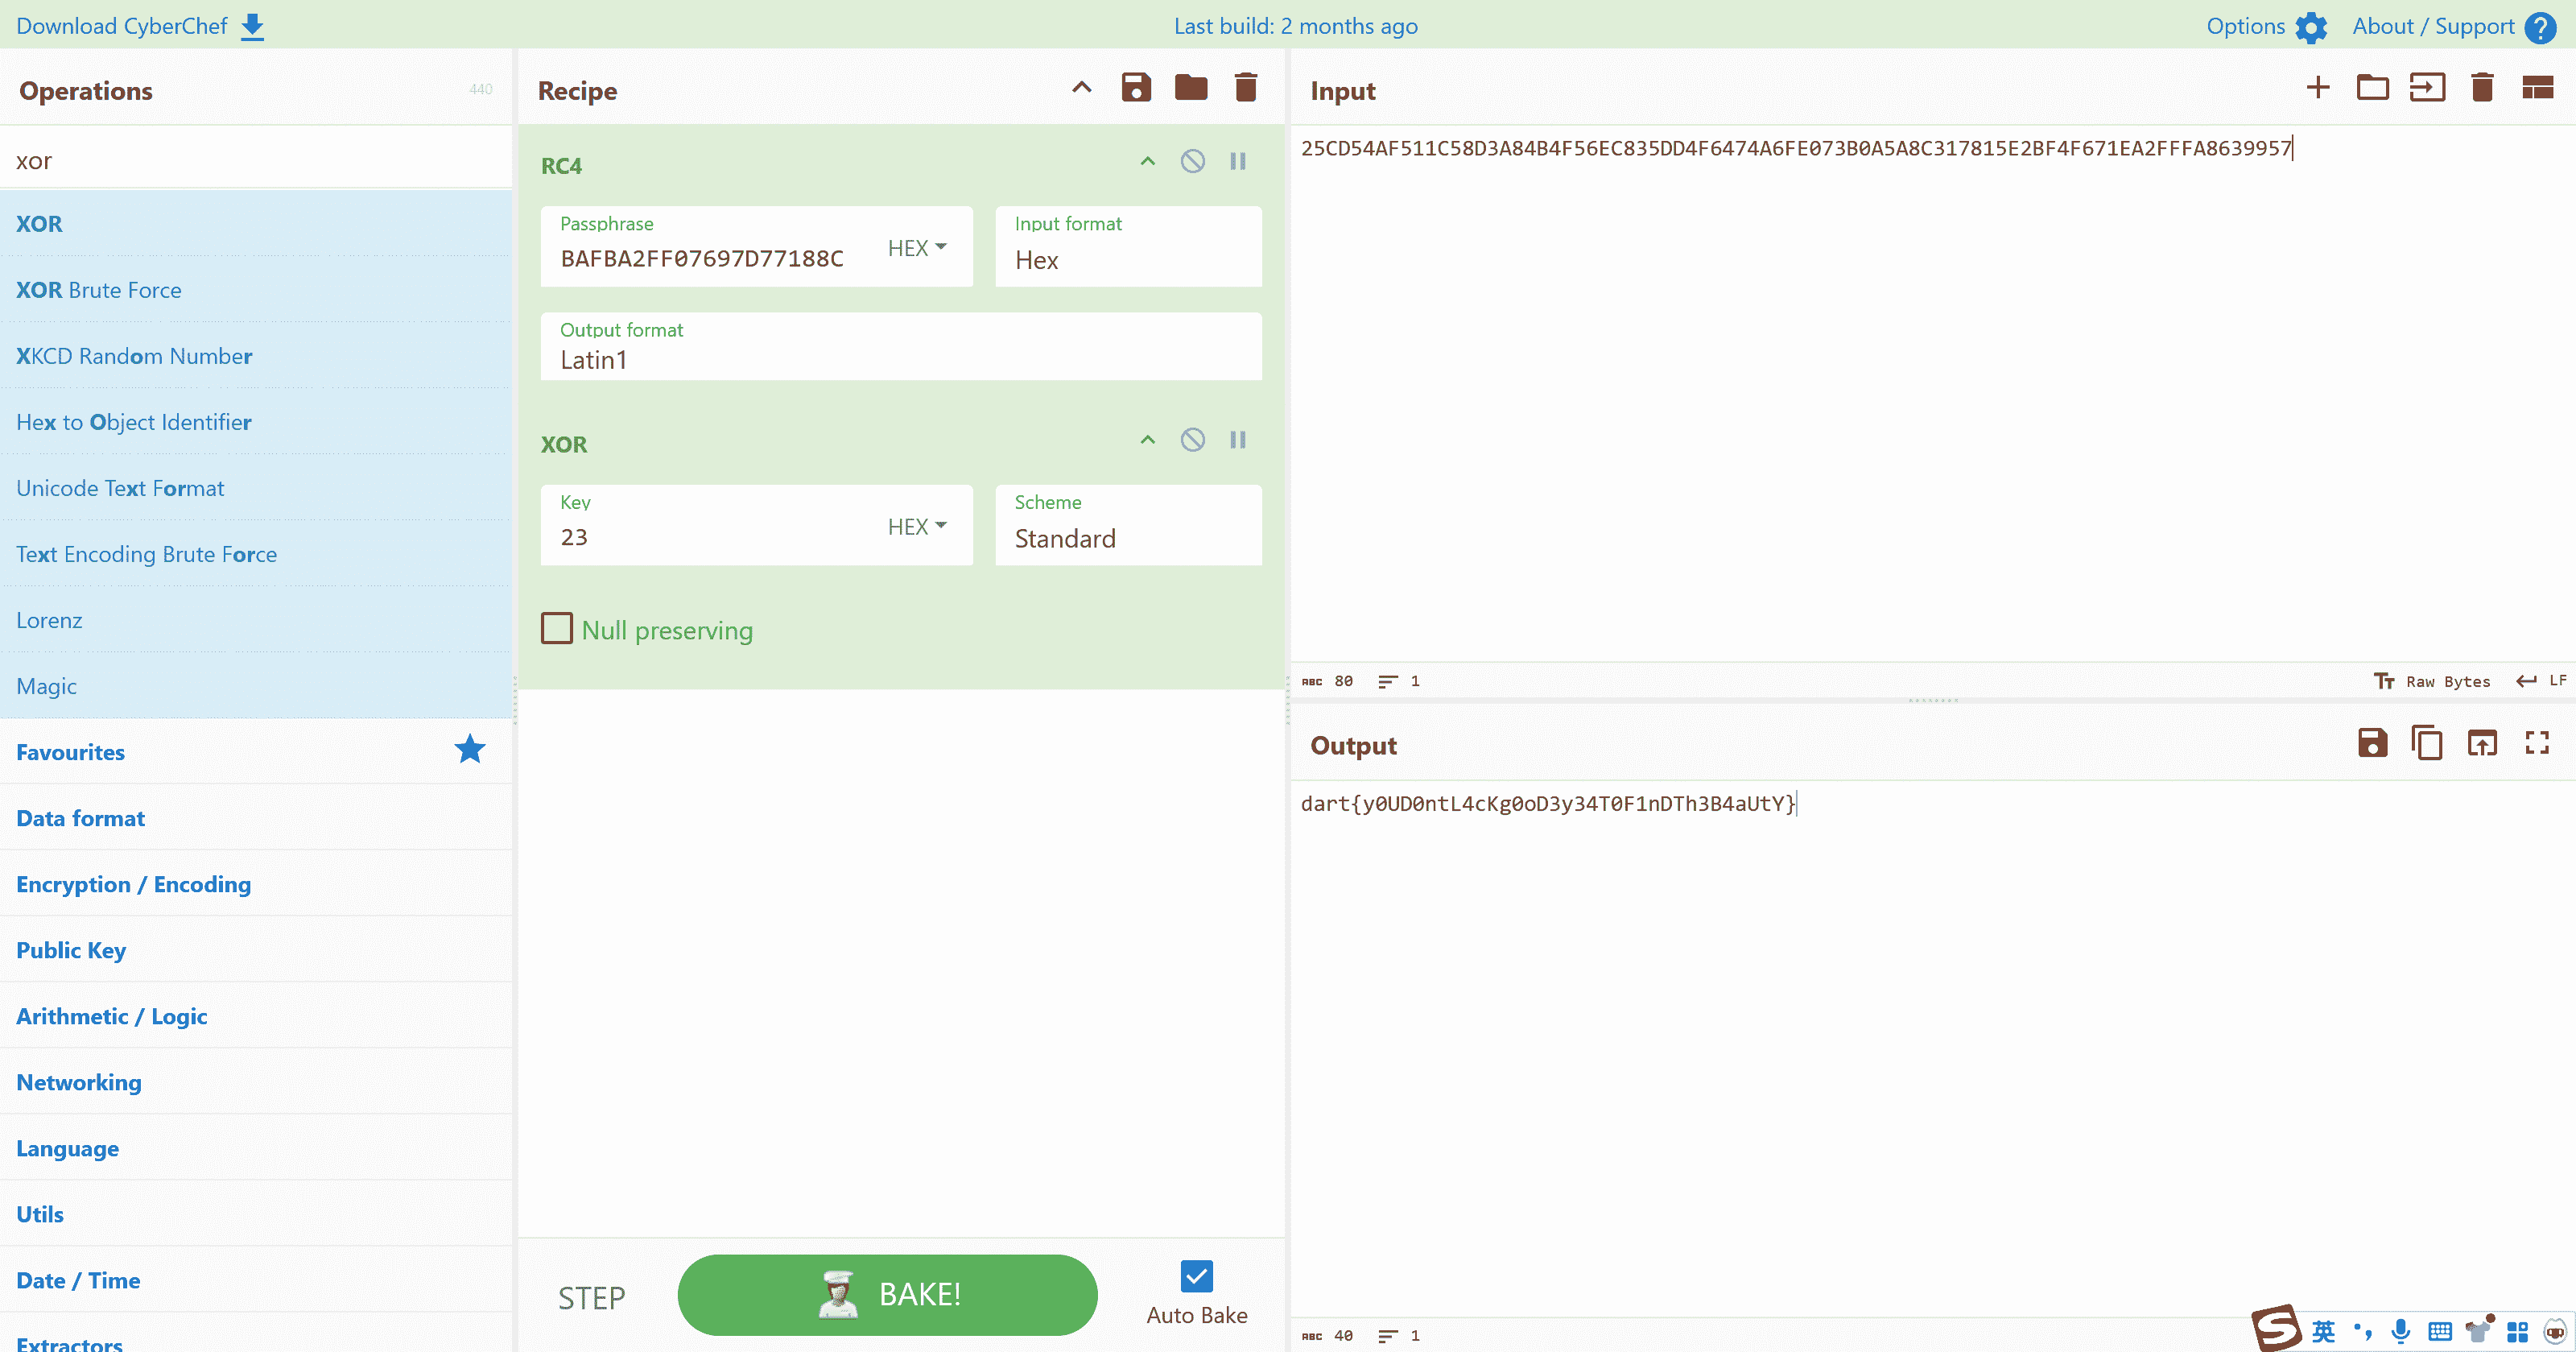 Download CyberChef
Last build: 2 months ago
Options
About / Support
Operations
440
xor
XOR
XOR Brute Force
XKCD Random Number
Hex to Object Identifier
Unicode Text Format
Text Encoding Brute Force
Lorenz
Magic
Favourites
Data format
Encryption / Encoding
Public Key
Arithmetic / Logic
Networking
Language
Utils
Date / Time
Extractors
Recipe
RC4
Passphrase
BAFBA2FF07697D77188C
HEX
Input format
Hex
Output format
Latin1
XOR
Key
23
HEX
Scheme
Standard
Null preserving
STEP
BAKE!
Auto Bake
Input
25CD54AF511C58D3A84B4F56EC835DD4F6474A6FE073B0A5A8C317815E2BF4F671EA2FFFA8639957
ABC 80
1
Raw Bytes
LF
Output
dart{y0UD0ntL4cKg0oD3y34T0F1nDTh3B4aUtY}
ABC 40
1
S
英